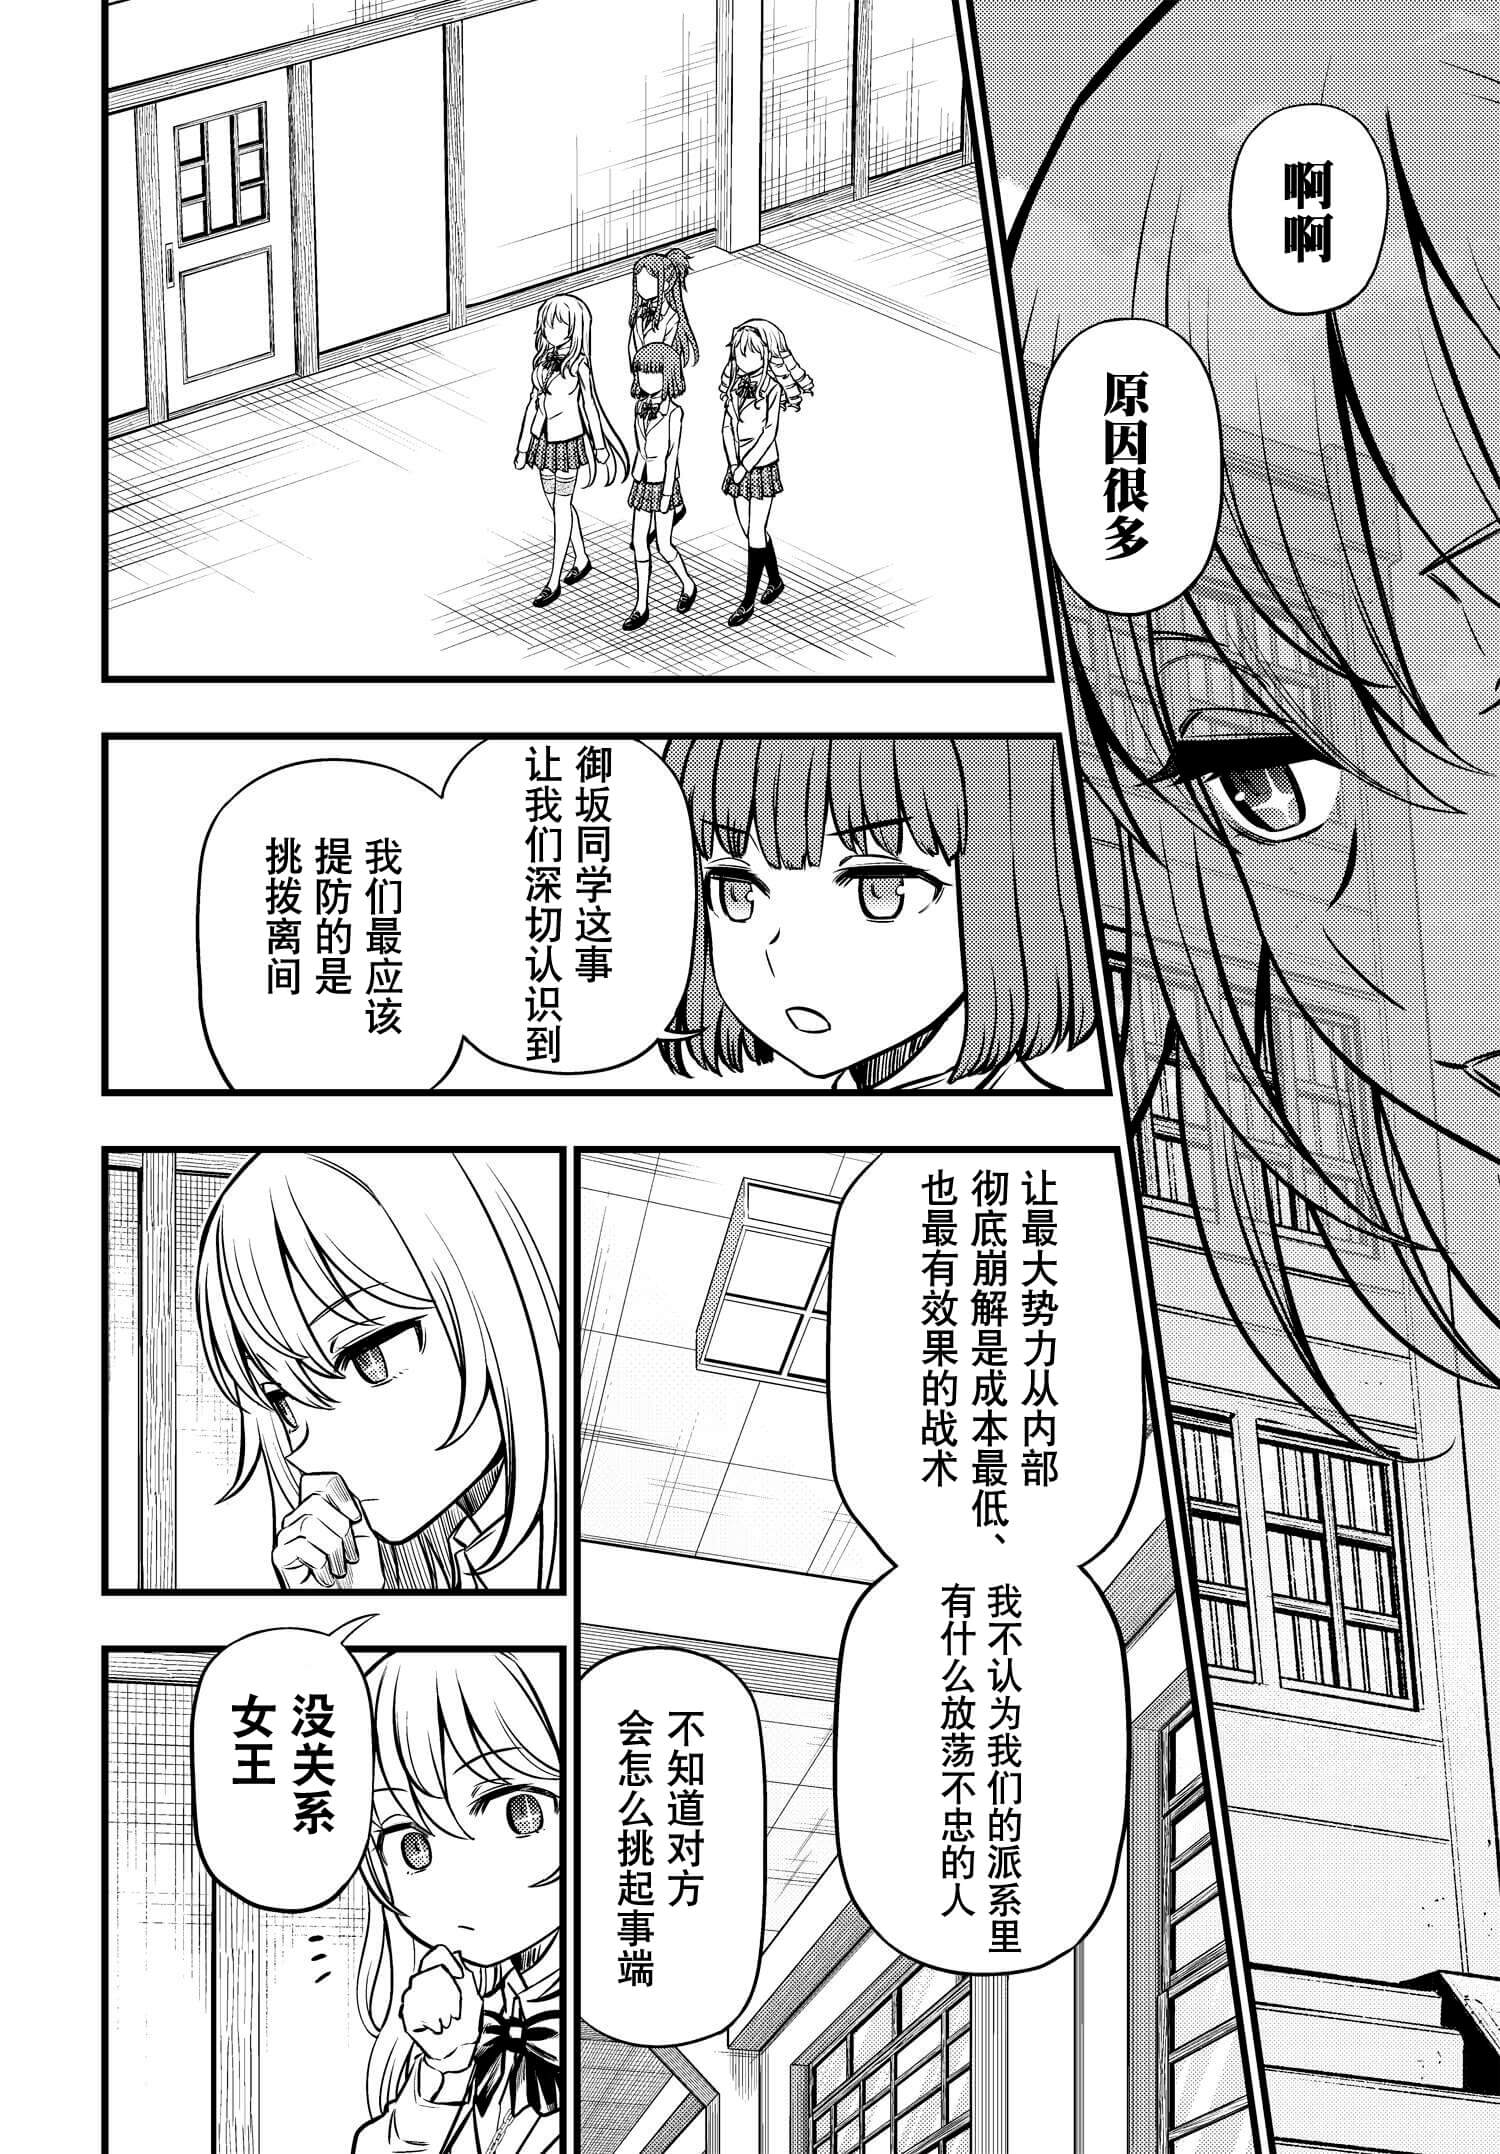 啊啊
原因很多
御坂同学这事
让我们深切认识到
我们最应该
提防的是
挑拨离间
让最大势力从内部
彻底崩解是成本最低、
也最有效果的战术
我不认为我们的派系里
有什么放荡不忠的人
不知道对方
会怎么挑起事端
没关系
女王